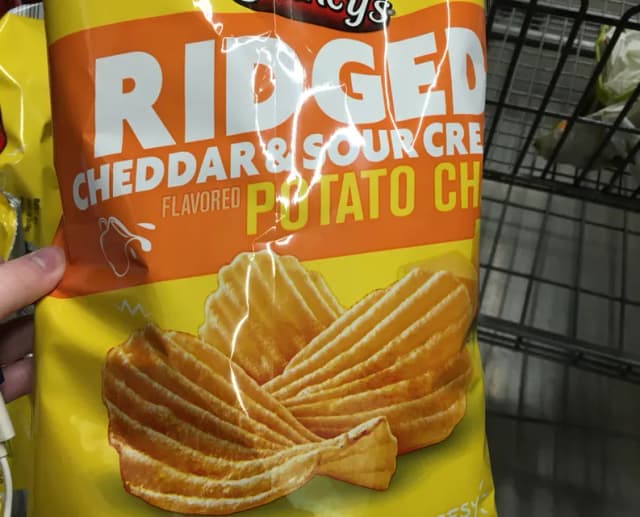 RIDGED
CHEDDAR & SOUR CRE
FLAVORED POTATO CH